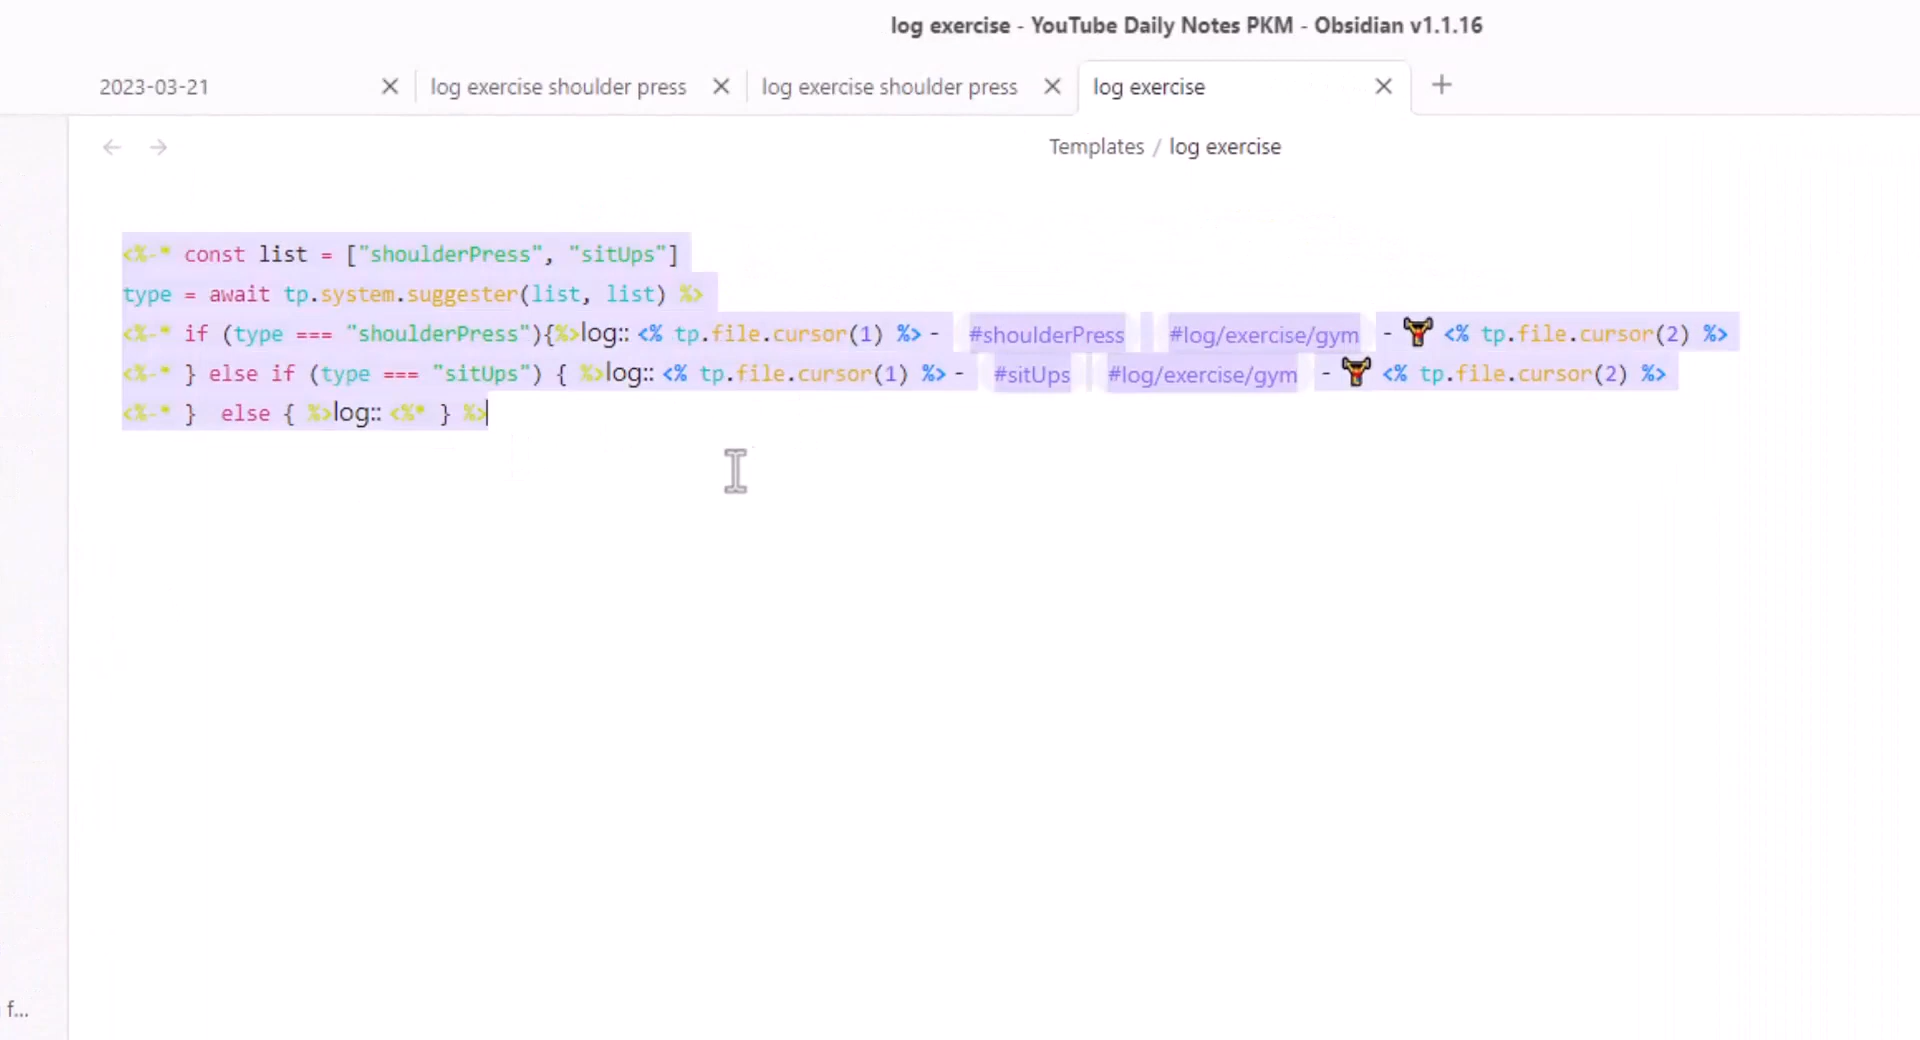 log exercise - YouTube Daily Notes PKM - Obsidian v1.1.16
2023-03-21 log exercise shoulder press log exercise shoulder press log exercise
Templates / log exercise
<%-* const list = ["shoulderPress", "sitUps"]
type = await tp.system.suggester(list, list) %>
<%-* if (type === "shoulderPress"){%>log:: <% tp.file.cursor(1) %> - #shoulderPress #log/exercise/gym - 🏋 <% tp.file.cursor(2) %>
<%-* } else if (type === "sitUps") { %>log:: <% tp.file.cursor(1) %> - #sitUps #log/exercise/gym - 🏋 <% tp.file.cursor(2) %>
<%-* }  else { %>log:: <%* } %>
f...